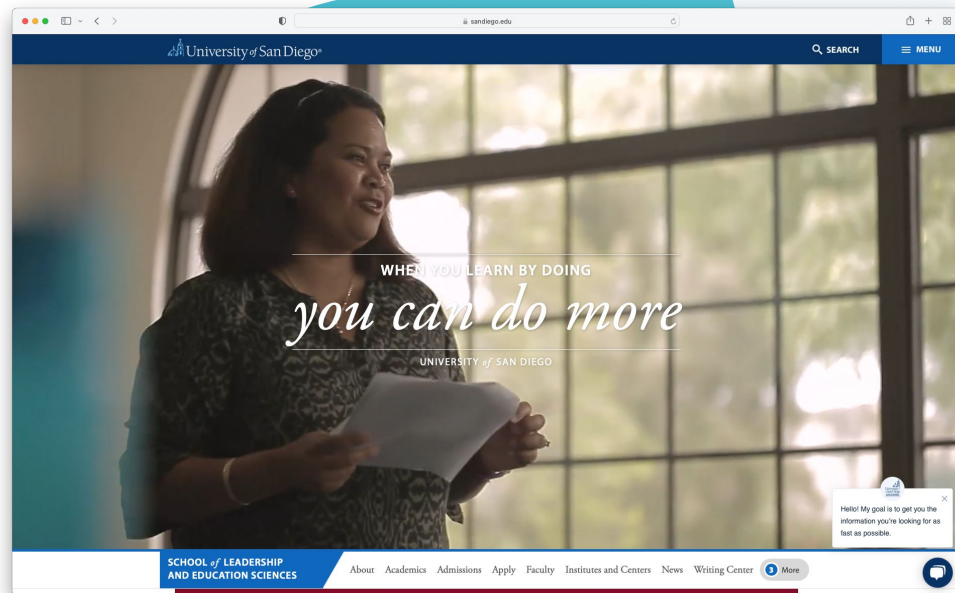 sandiego.edu
University of San Diego®
SEARCH
MENU
WHEN YOU LEARN BY DOING
you can do more
UNIVERSITY of SAN DIEGO
Hello! My goal is to get you the
information you're looking for as
fast as possible.
SCHOOL of LEADERSHIP
AND EDUCATION SCIENCES
About Academics Admissions Apply Faculty Institutes and Centers News Writing Center 3 More